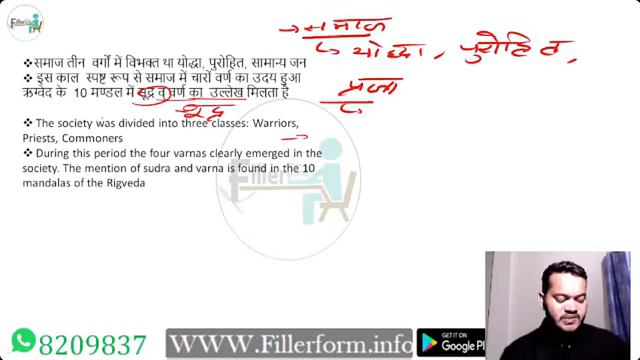 Fillerform
→ समाज
↳ योद्धा, पुरोहित,
प्रजा
❖ समाज तीन वर्गों में विभक्त था योद्धा, पुरोहित, सामान्य जन
❖ इस काल स्पष्ट रूप से समाज में चारों वर्ण का उदय हुआ
ऋग्वेद के 10 मण्डल में शूद्र व वर्ण का उल्लेख मिलता है
शूद्र
❖ The society was divided into three classes: Warriors,
Priests, Commoners
❖ During this period the four varnas clearly emerged in the
society. The mention of sudra and varna is found in the 10
mandalas of the Rigveda
8209837
WWW.Fillerform.info
GET IT ON
Google Pl